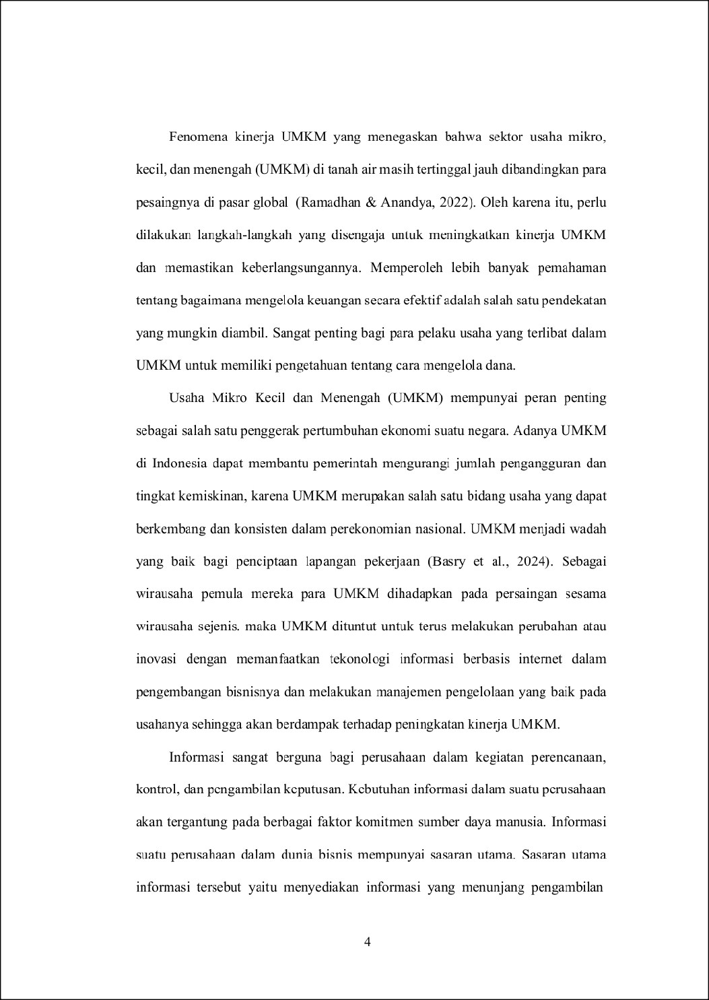 Fenomena kinerja UMKM yang menegaskan bahwa sektor usaha mikro,
kecil, dan menengah (UMKM) di tanah air masih tertinggal jauh dibandingkan para
pesaingnya di pasar global (Ramadhan & Anandya, 2022). Oleh karena itu, perlu
dilakukan langkah-langkah yang disengaja untuk meningkatkan kinerja UMKM
dan memastikan keberlangsungannya. Memperoleh lebih banyak pemahaman
tentang bagaimana mengelola keuangan secara efektif adalah salah satu pendekatan
yang mungkin diambil. Sangat penting bagi para pelaku usaha yang terlibat dalam
UMKM untuk memiliki pengetahuan tentang cara mengelola dana.
Usaha Mikro Kecil dan Menengah (UMKM) mempunyai peran penting
sebagai salah satu penggerak pertumbuhan ekonomi suatu negara. Adanya UMKM
di Indonesia dapat membantu pemerintah mengurangi jumlah pengangguran dan
tingkat kemiskinan, karena UMKM merupakan salah satu bidang usaha yang dapat
berkembang dan konsisten dalam perekonomian nasional. UMKM menjadi wadah
yang baik bagi penciptaan lapangan pekerjaan (Basry et al., 2024). Sebagai
wirausaha pemula mereka para UMKM dihadapkan pada persaingan sesama
wirausaha sejenis. maka UMKM dituntut untuk terus melakukan perubahan atau
inovasi dengan memanfaatkan tekonologi informasi berbasis internet dalam
pengembangan bisnisnya dan melakukan manajemen pengelolaan yang baik pada
usahanya sehingga akan berdampak terhadap peningkatan kinerja UMKM.
Informasi sangat berguna bagi perusahaan dalam kegiatan perencanaan,
kontrol, dan pengambilan keputusan. Kebutuhan informasi dalam suatu perusahaan
akan tergantung pada berbagai faktor komitmen sumber daya manusia. Informasi
suatu perusahaan dalam dunia bisnis mempunyai sasaran utama. Sasaran utama
informasi tersebut yaitu menyediakan informasi yang menunjang pengambilan
4